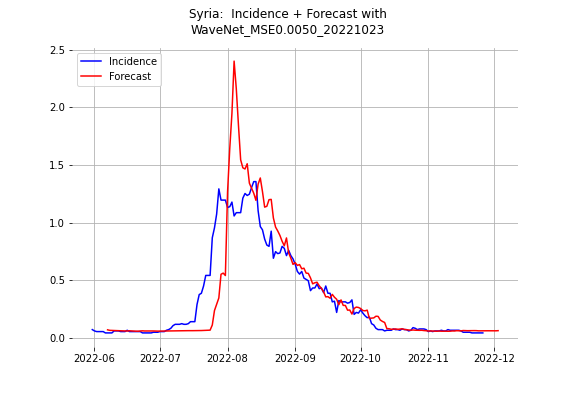 Syria:  Incidence + Forecast with
WaveNet_MSE0.0050_20221023
Incidence
Forecast
2.5
2.0
1.5
1.0
0.5
0.0
2022-06 2022-07 2022-08 2022-09 2022-10 2022-11 2022-12